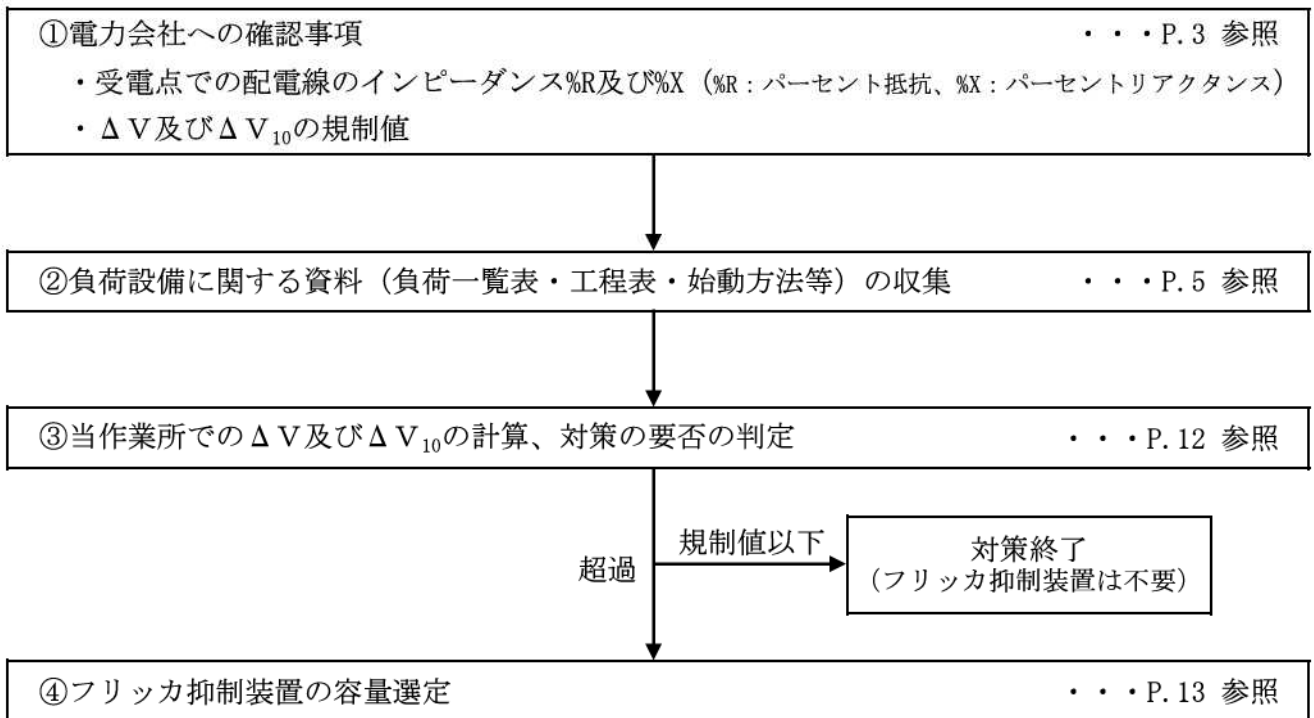 ①電力会社への確認事項　・・・P.3 参照
・受電点での配電線のインピーダンス%R及び%X（%R：パーセント抵抗、%X：パーセントリアクタンス）
・ΔV及びΔV₁₀の規制値
②負荷設備に関する資料（負荷一覧表・工程表・始動方法等）の収集　・・・P.5 参照
③当作業所でのΔV及びΔV₁₀の計算、対策の要否の判定　・・・P.12 参照
規制値以下
超過
対策終了
（フリッカ抑制装置は不要）
④フリッカ抑制装置の容量選定　・・・P.13 参照